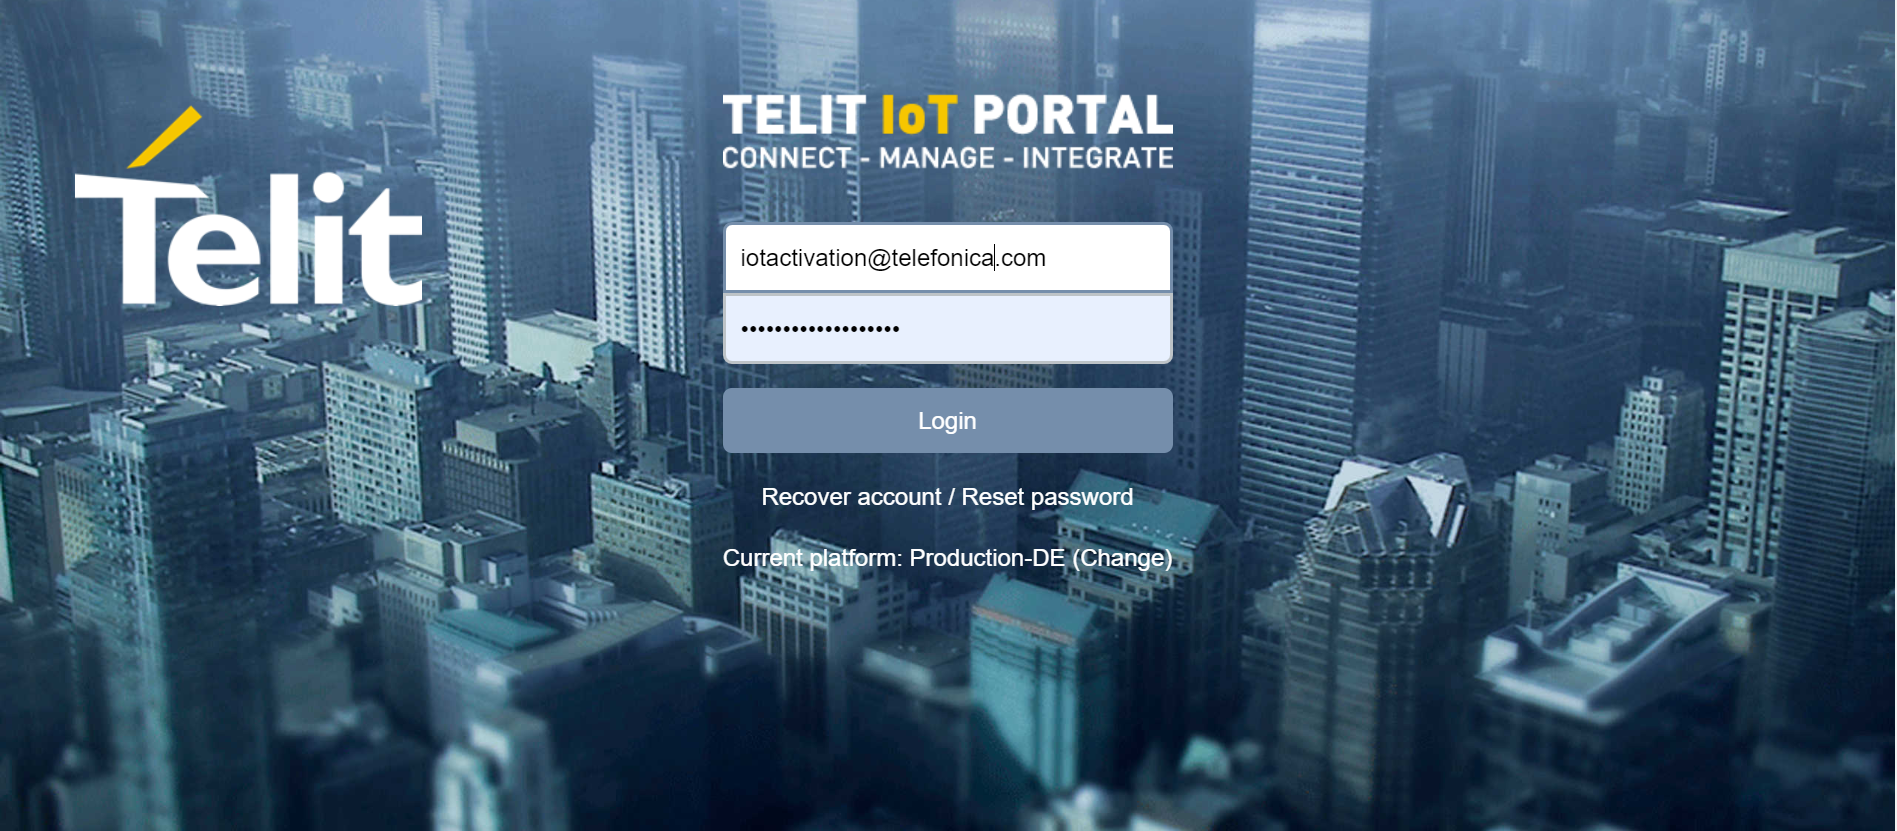 Telit
TELIT IoT PORTAL
CONNECT - MANAGE - INTEGRATE
iotactivation@telefonica.com
•••••••••••••••••••
Login
Recover account / Reset password
Current platform: Production-DE (Change)